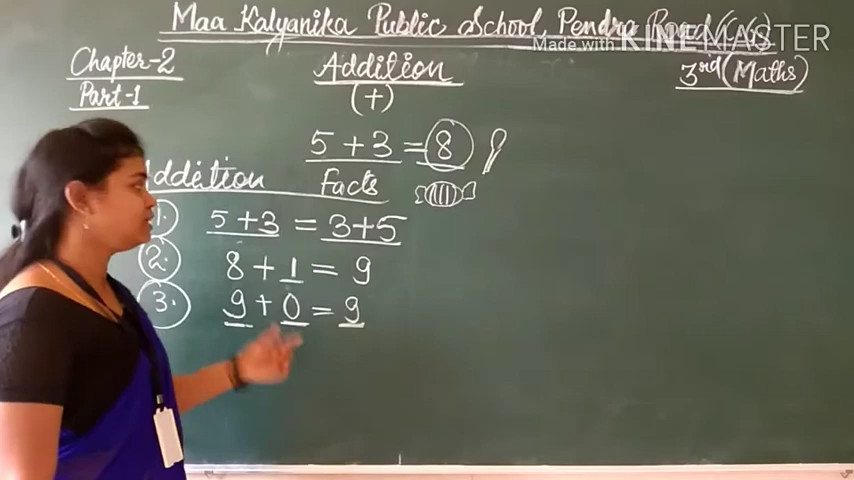 Maa Kalyanika Public School Pendra Road (C.G)
Made with KINEMASTER
Chapter-2
Part-1
Addition
(+)
3rd (Maths)
5 + 3 = 8
Addition Facts
1. 5 + 3 = 3 + 5
2. 8 + 1 = 9
3. 9 + 0 = 9